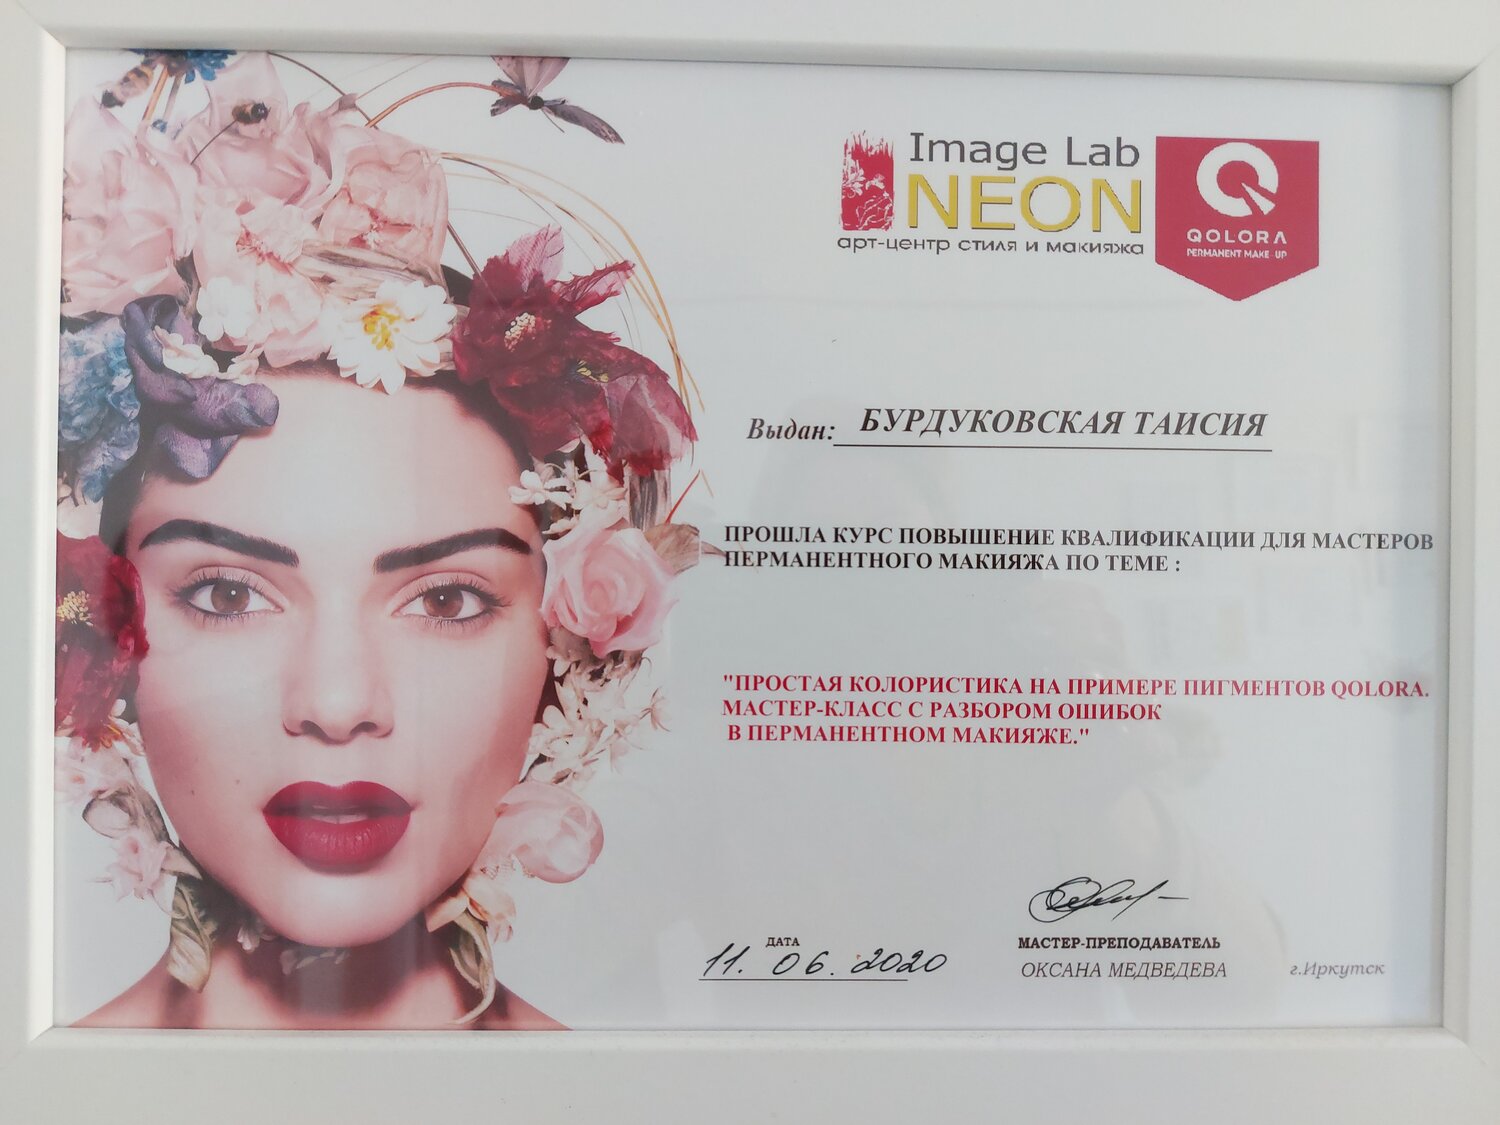 Image Lab
NEON
арт-центр стиля и макияжа
QOLORA
PERMANENT MAKE-UP
Выдан: БУРДУКОВСКАЯ ТАИСИЯ
ПРОШЛА КУРС ПОВЫШЕНИЕ КВАЛИФИКАЦИИ ДЛЯ МАСТЕРОВ
ПЕРМАНЕНТНОГО МАКИЯЖА ПО ТЕМЕ :
"ПРОСТАЯ КОЛОРИСТИКА НА ПРИМЕРЕ ПИГМЕНТОВ QOLORA.
МАСТЕР-КЛАСС С РАЗБОРОМ ОШИБОК
В ПЕРМАНЕНТНОМ МАКИЯЖЕ."
ДАТА
11. 06. 2020
МАСТЕР-ПРЕПОДАВАТЕЛЬ
ОКСАНА МЕДВЕДЕВА
г.Иркутск